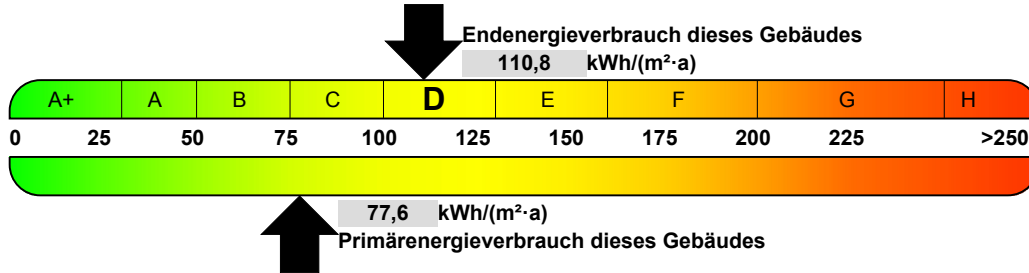 Endenergieverbrauch dieses Gebäudes
110,8 kWh/(m²·a)
A+ A B C D E F G H
0 25 50 75 100 125 150 175 200 225 >250
77,6 kWh/(m²·a)
Primärenergieverbrauch dieses Gebäudes